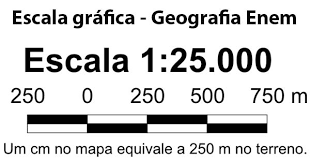 Escala gráfica - Geografia Enem
Escala 1:25.000
250 0 250 500 750 m
Um cm no mapa equivale a 250 m no terreno.